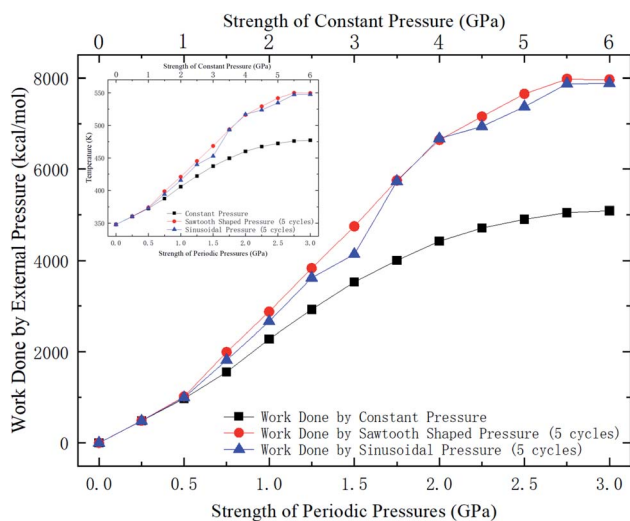 Strength of Constant Pressure (GPa)
0 1 2 3 4 5 6
Work Done by External Pressure (kcal/mol)
8000
6000
4000
2000
0
Strength of Constant Pressure (GPa)
0 1 2 3 4 5 6
Temperature (K)
550
500
450
400
350
Constant Pressure
Sawtooth Shaped Pressure (5 cycles)
Sinusoidal Pressure (5 cycles)
0.0 0.5 1.0 1.5 2.0 2.5 3.0
Strength of Periodic Pressures (GPa)
Work Done by Constant Pressure
Work Done by Sawtooth Shaped Pressure (5 cycles)
Work Done by Sinusoidal Pressure (5 cycles)
0.0 0.5 1.0 1.5 2.0 2.5 3.0
Strength of Periodic Pressures (GPa)